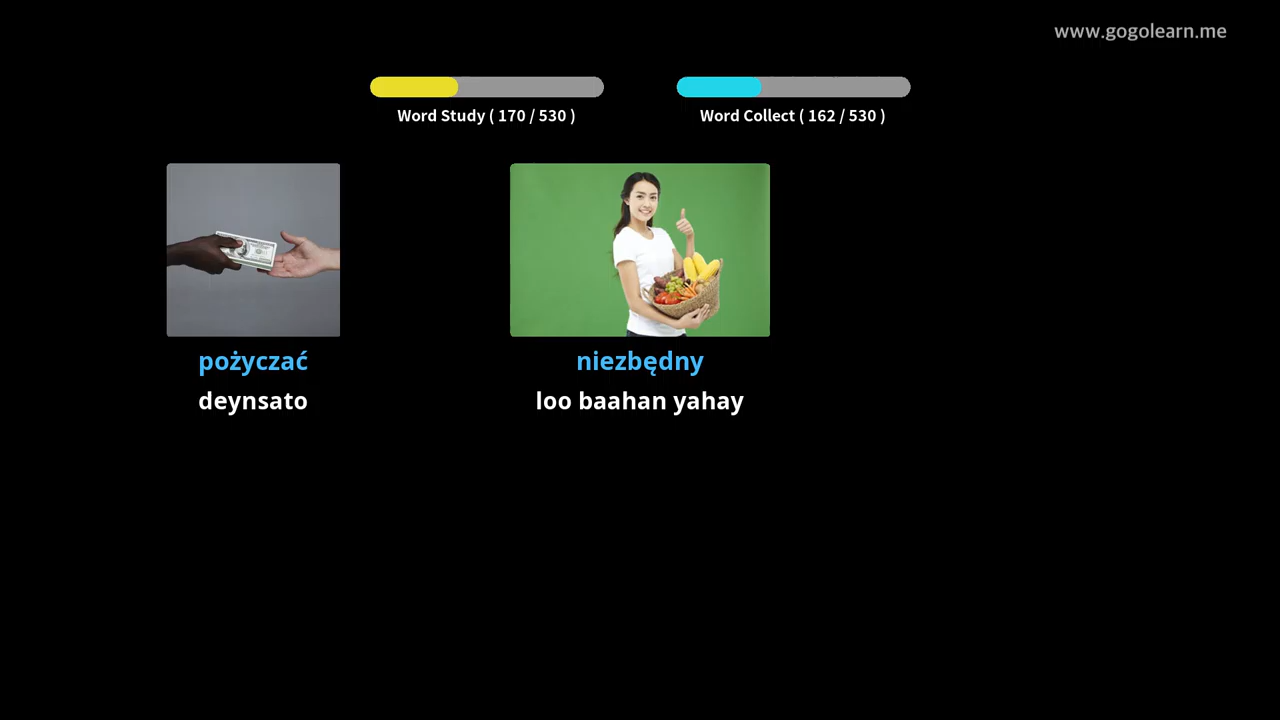 www.gogolearn.me
Word Study ( 170 / 530 )
Word Collect ( 162 / 530 )
pożyczać
deynsato
niezbędny
loo baahan yahay